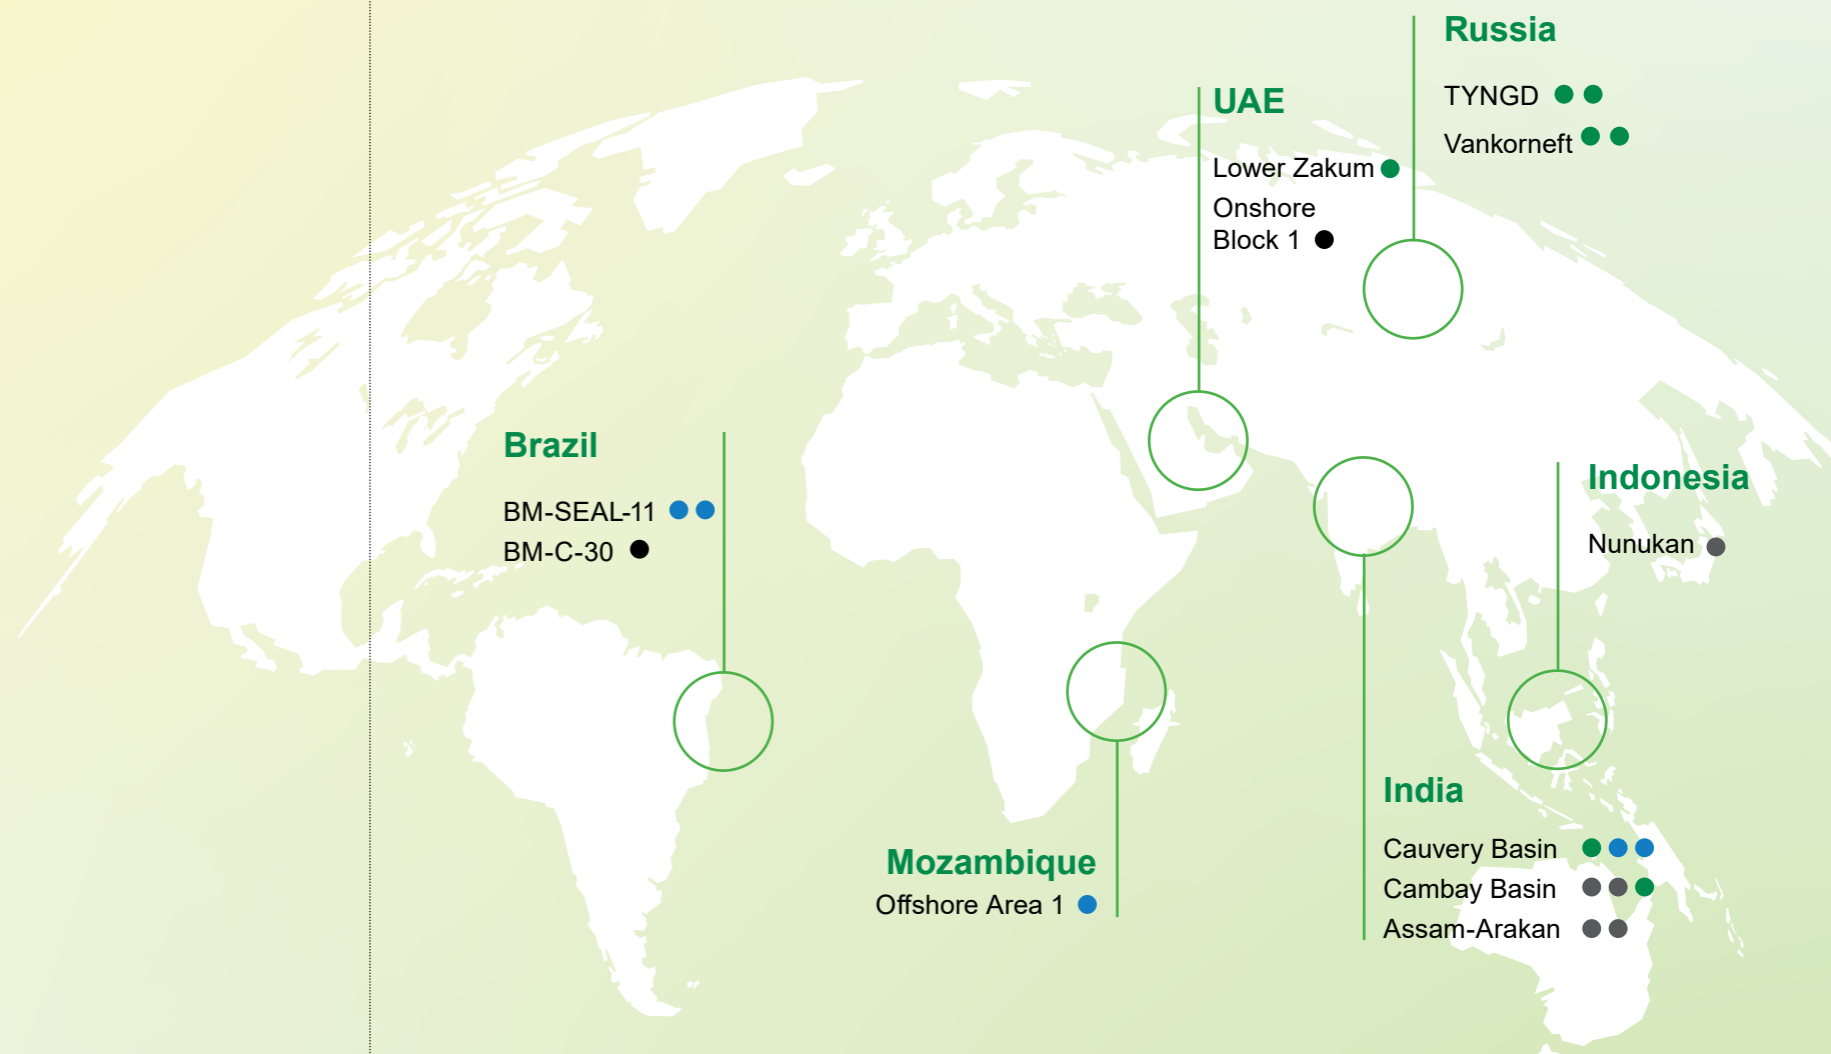 Russia
TYNGD
Vankorneft
UAE
Lower Zakum
Onshore
Block 1
Brazil
BM-SEAL-11
BM-C-30
Indonesia
Nunukan
India
Cauvery Basin
Cambay Basin
Assam-Arakan
Mozambique
Offshore Area 1